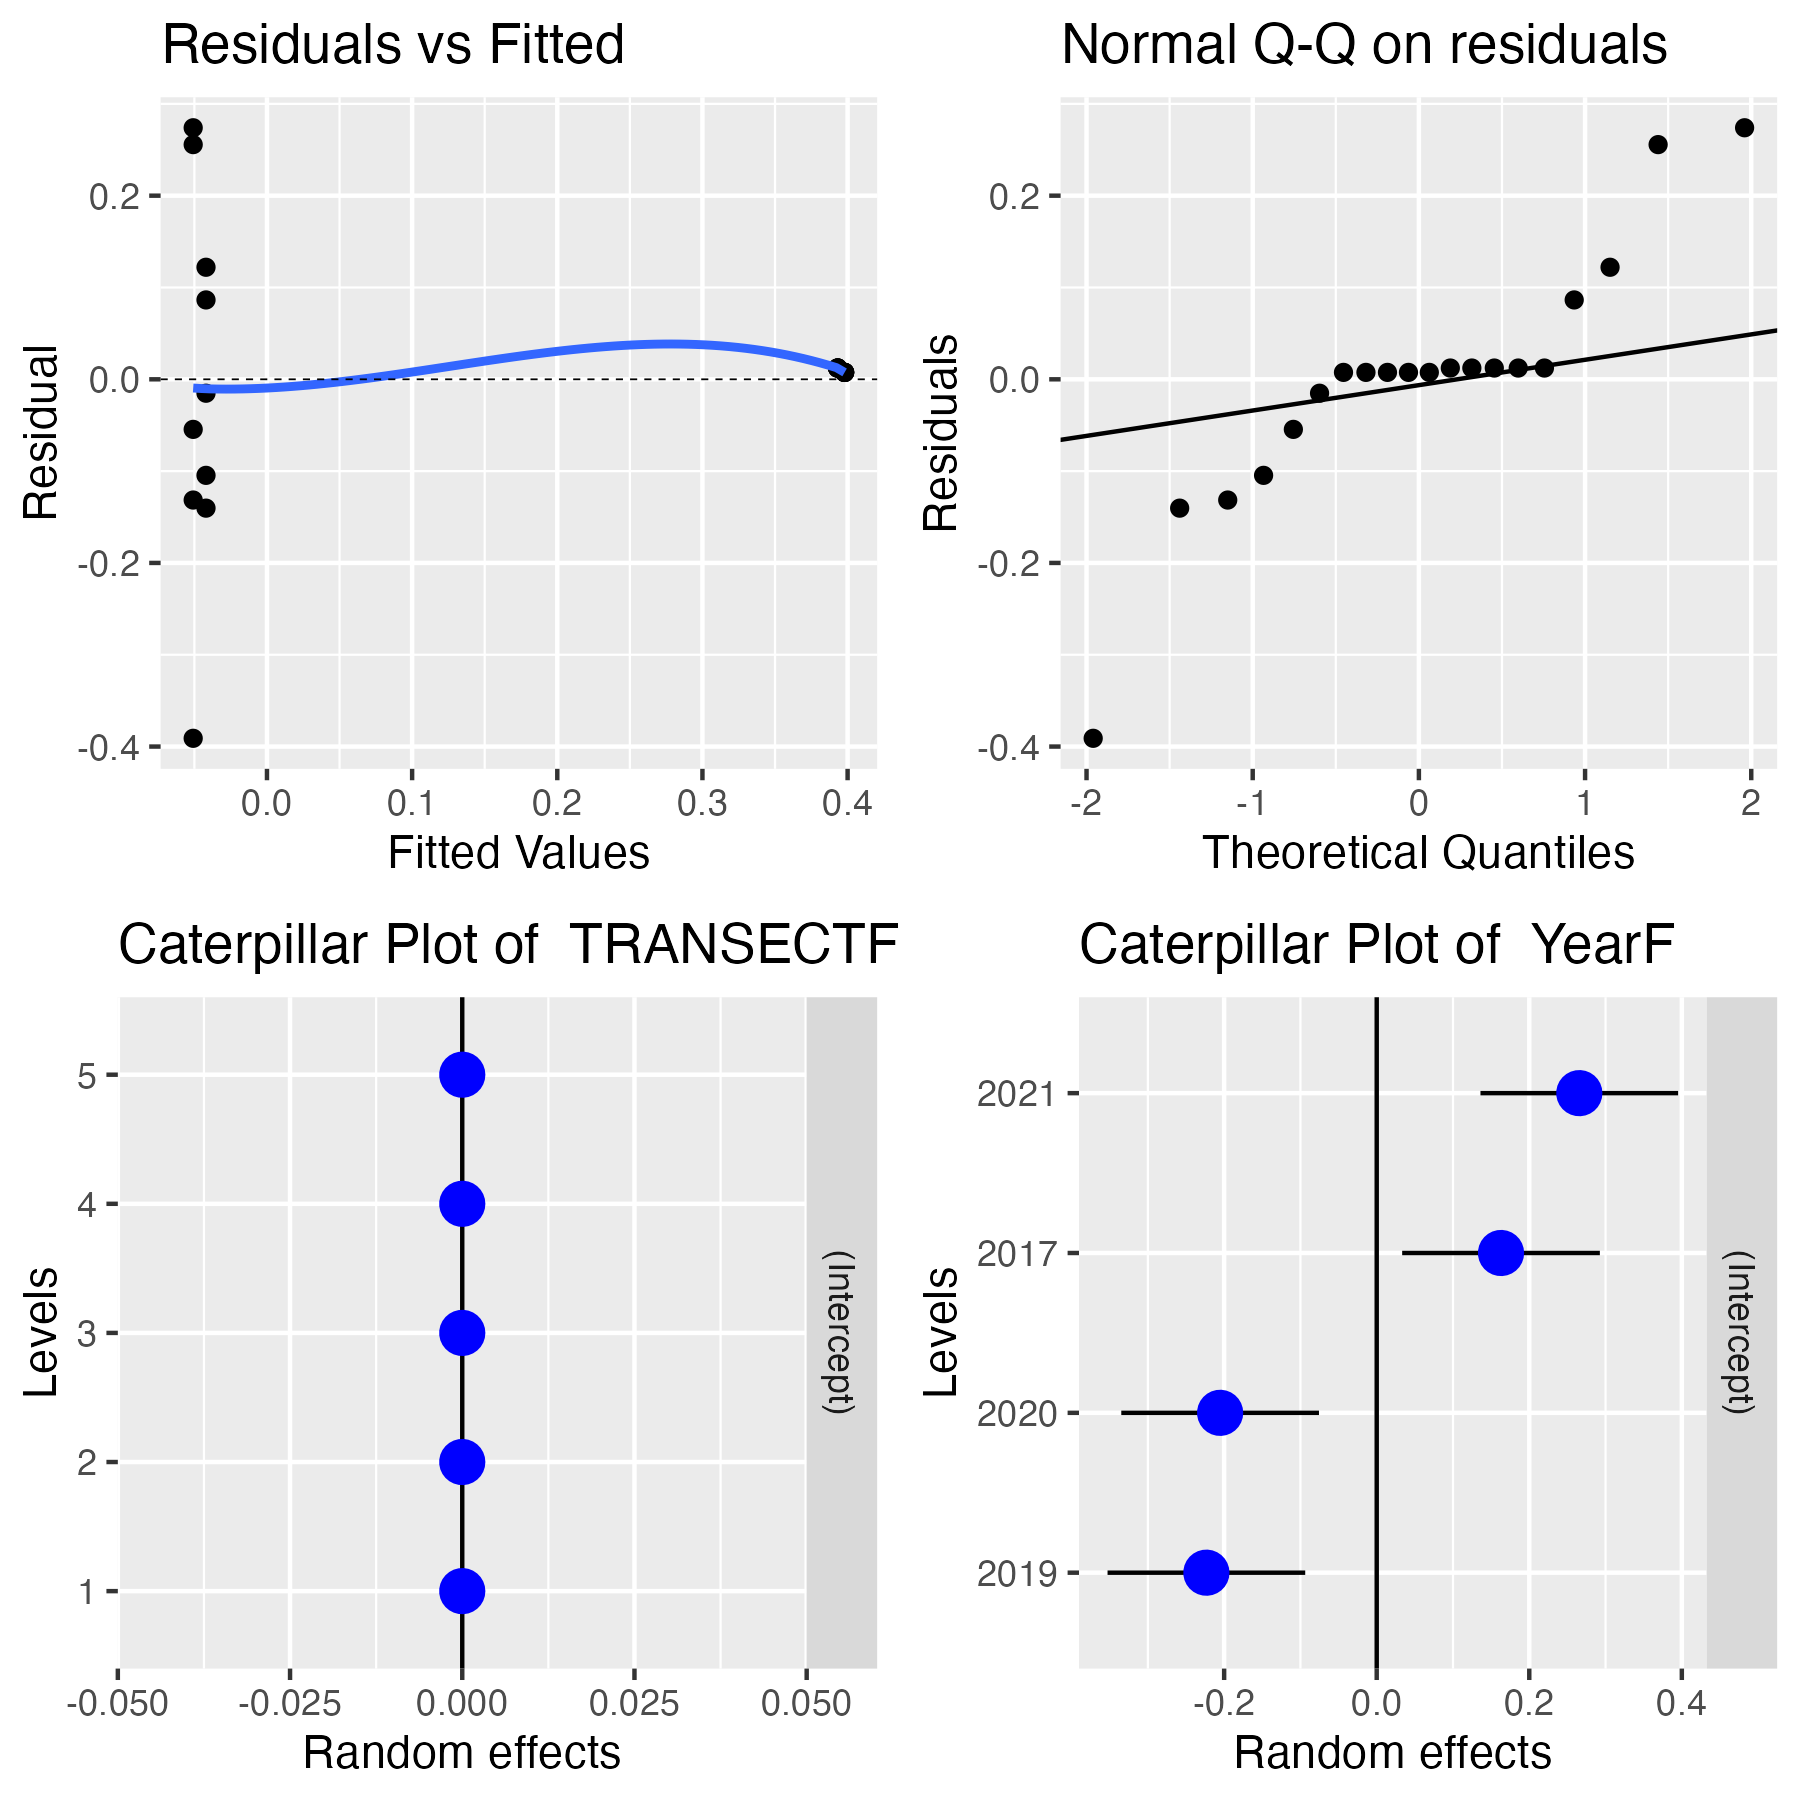 Residuals vs Fitted
Residual
0.2
0.0
-0.2
-0.4
0.0 0.1 0.2 0.3 0.4
Fitted Values
Normal Q-Q on residuals
Residuals
0.2
0.0
-0.2
-0.4
-2 -1 0 1 2
Theoretical Quantiles
Caterpillar Plot of  TRANSECTF
Levels
5
4
3
2
1
(Intercept)
-0.050 -0.025 0.000 0.025 0.050
Random effects
Caterpillar Plot of  YearF
Levels
2021
2017
2020
2019
(Intercept)
-0.2 0.0 0.2 0.4
Random effects